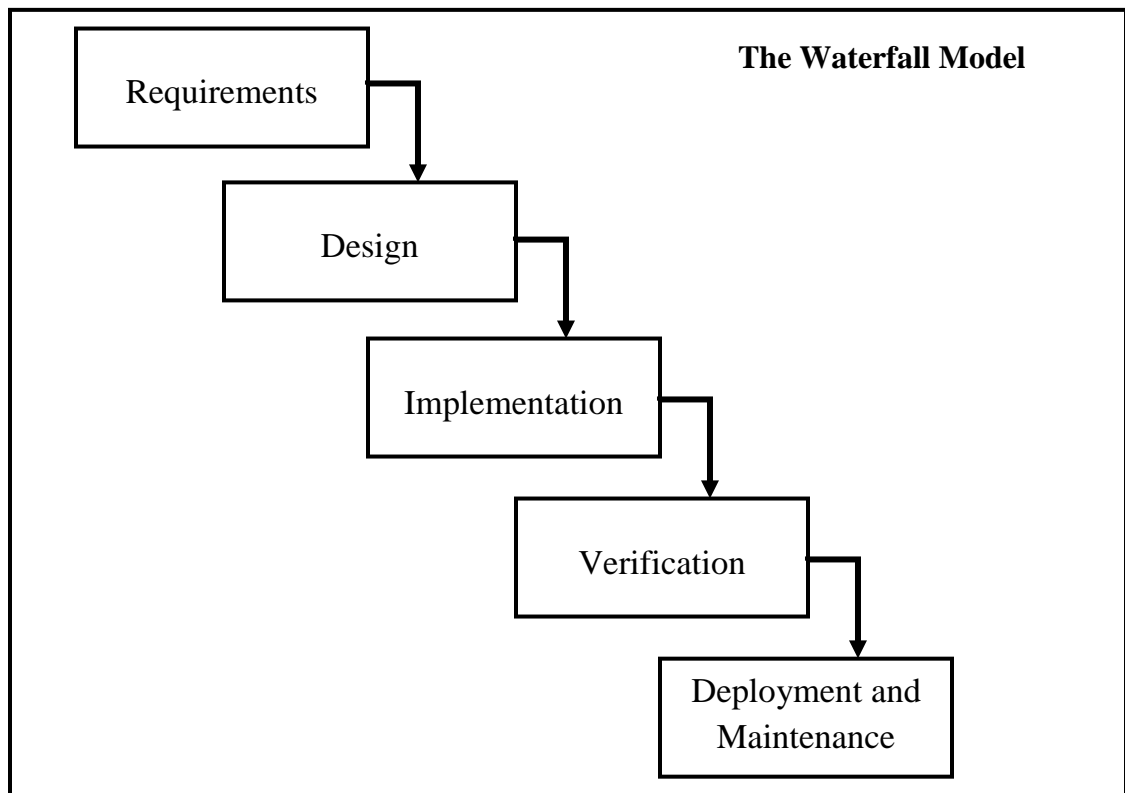 The Waterfall Model
Requirements
Design
Implementation
Verification
Deployment and
Maintenance